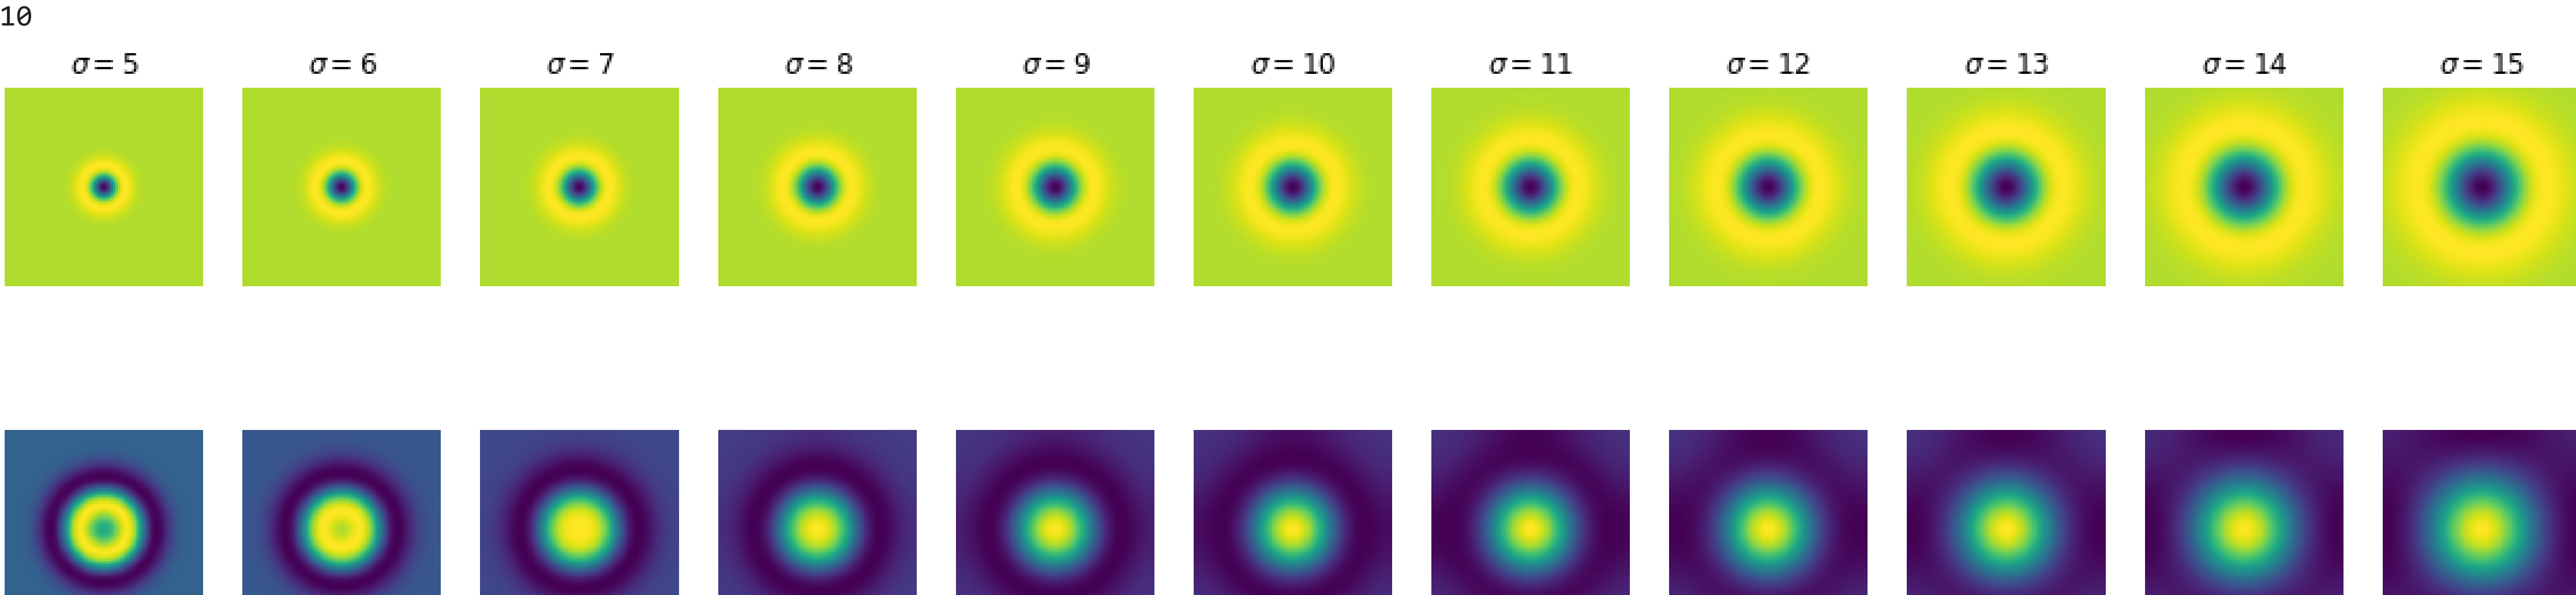 10
σ = 5 σ = 6 σ = 7 σ = 8 σ = 9 σ = 10 σ = 11 σ = 12 σ = 13 σ = 14 σ = 15